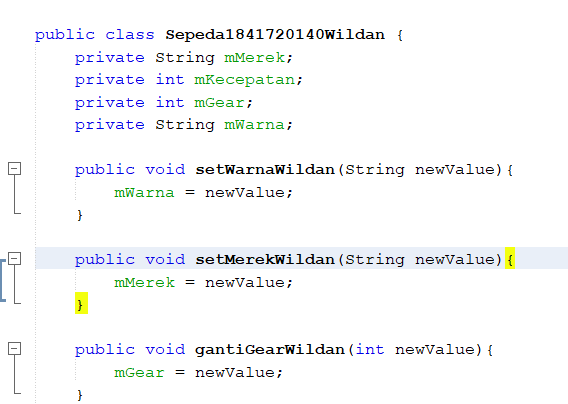 public class Sepeda1841720140Wildan {
private String mMerek;
private int mKecepatan;
private int mGear;
private String mWarna;
public void setWarnaWildan(String newValue){
mWarna = newValue;
}
public void setMerekWildan(String newValue){
mMerek = newValue;
}
public void gantiGearWildan(int newValue){
mGear = newValue;
}